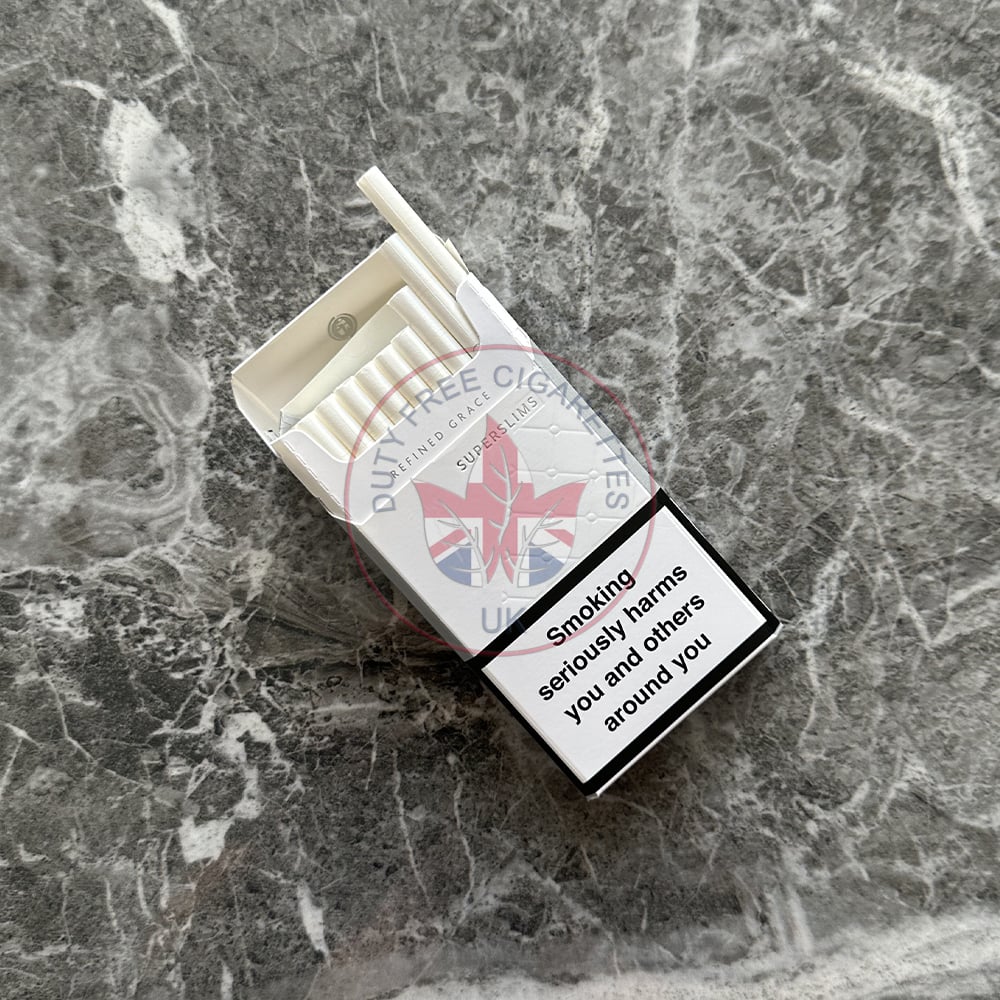 REFINED GRACE
SUPERSLIMS
Smoking
seriously harms
you and others
around you
DUTY FREE CIGARETTES
UK